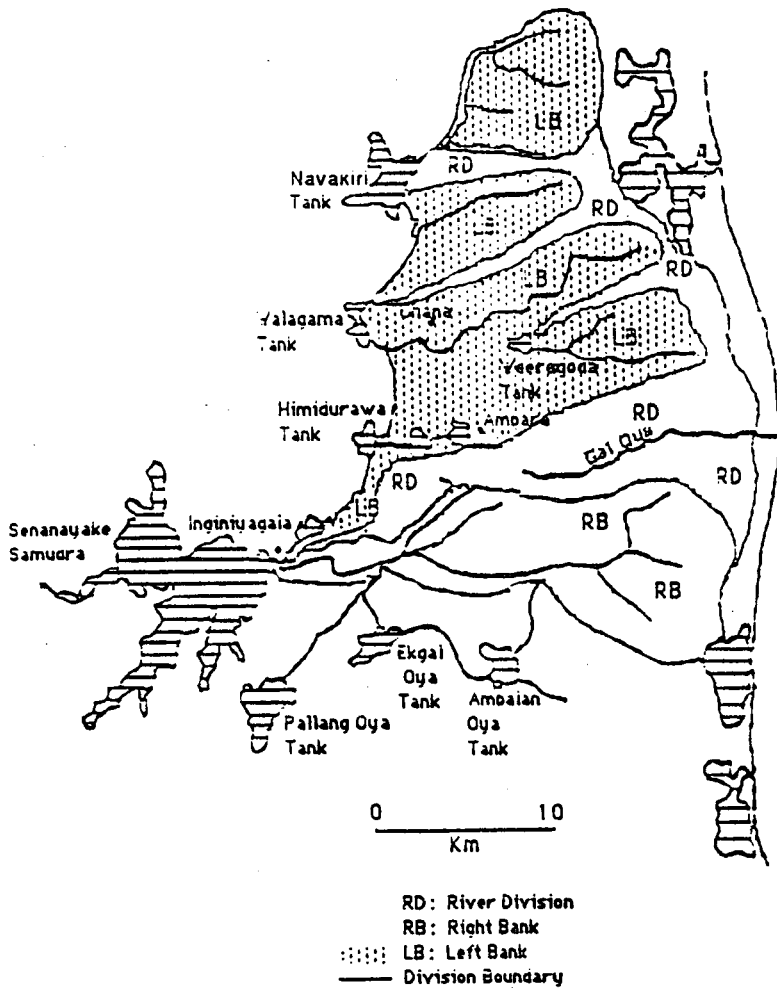 LB
RD
Navakiri
Tank
RD
LB
LB
RD
Tank
LB
Tank
Himidurawa
Tank
Ampara
RD
Gal Oya
RD
RD
LB
Inginiyagala
Senanayake
Samudra
RB
RB
Ekgal
Oya
Tank
Ambalan
Oya
Tank
Pallang Oya
Tank
0 10
Km
RD: River Division
RB: Right Bank
LB: Left Bank
Division Boundary